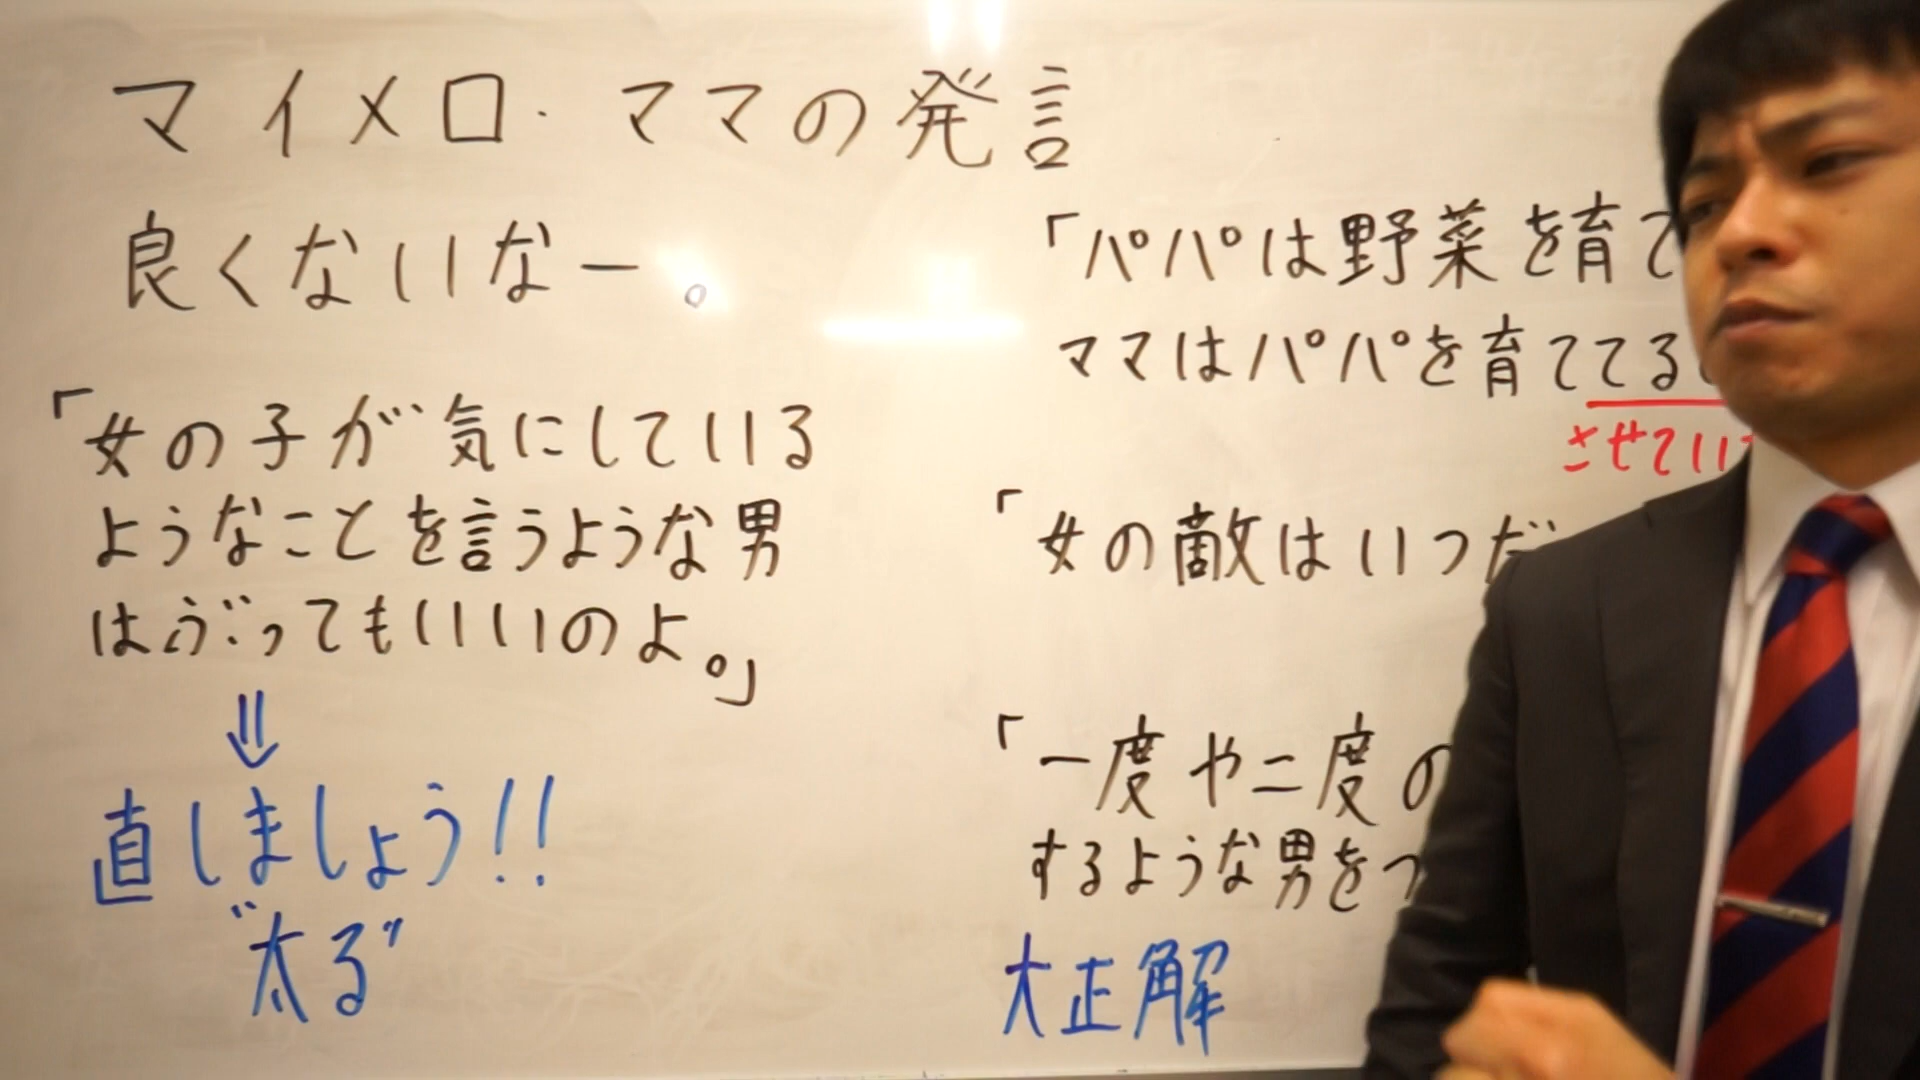 マイメロ・ママの発言
良くないなー。
「女の子が気にしている
ようなことを言うような男
はぶってもいいのよ。」
⇓
直しましょう!!
"太る"
「パパは野菜を育て
ママはパパを育ててる
させてい
「女の敵はいつだ
「一度や二度の
するような男をつ
大正解